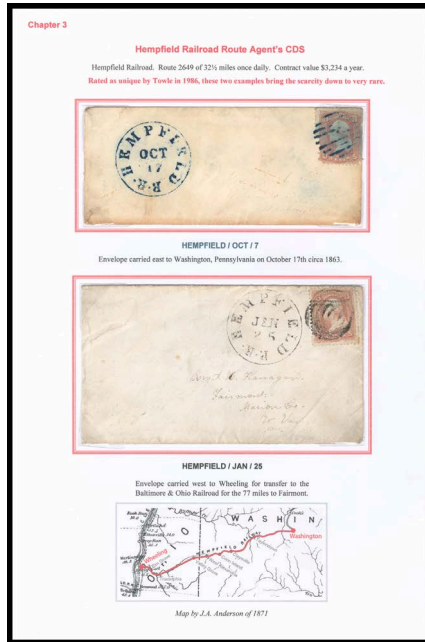 Chapter 3
Hempfield Railroad Route Agent's CDS
Hempfield Railroad. Route 2649 of 32½ miles once daily. Contract value $3,234 a year.
Rated as unique by Towle in 1986, these two examples bring the scarcity down to very rare.
HEMPFIELD R.R.
OCT
17
HEMPFIELD / OCT / 7
Envelope carried east to Washington, Pennsylvania on October 17th circa 1863.
HEMPFIELD R.R.
JAN
25
Fairmont
HEMPFIELD / JAN / 25
Envelope carried west to Wheeling for transfer to the
Baltimore & Ohio Railroad for the 77 miles to Fairmont.
WASHIN
Washington
HEMPFIELD
Wheeling
OHIO
Map by J.A. Anderson of 1871